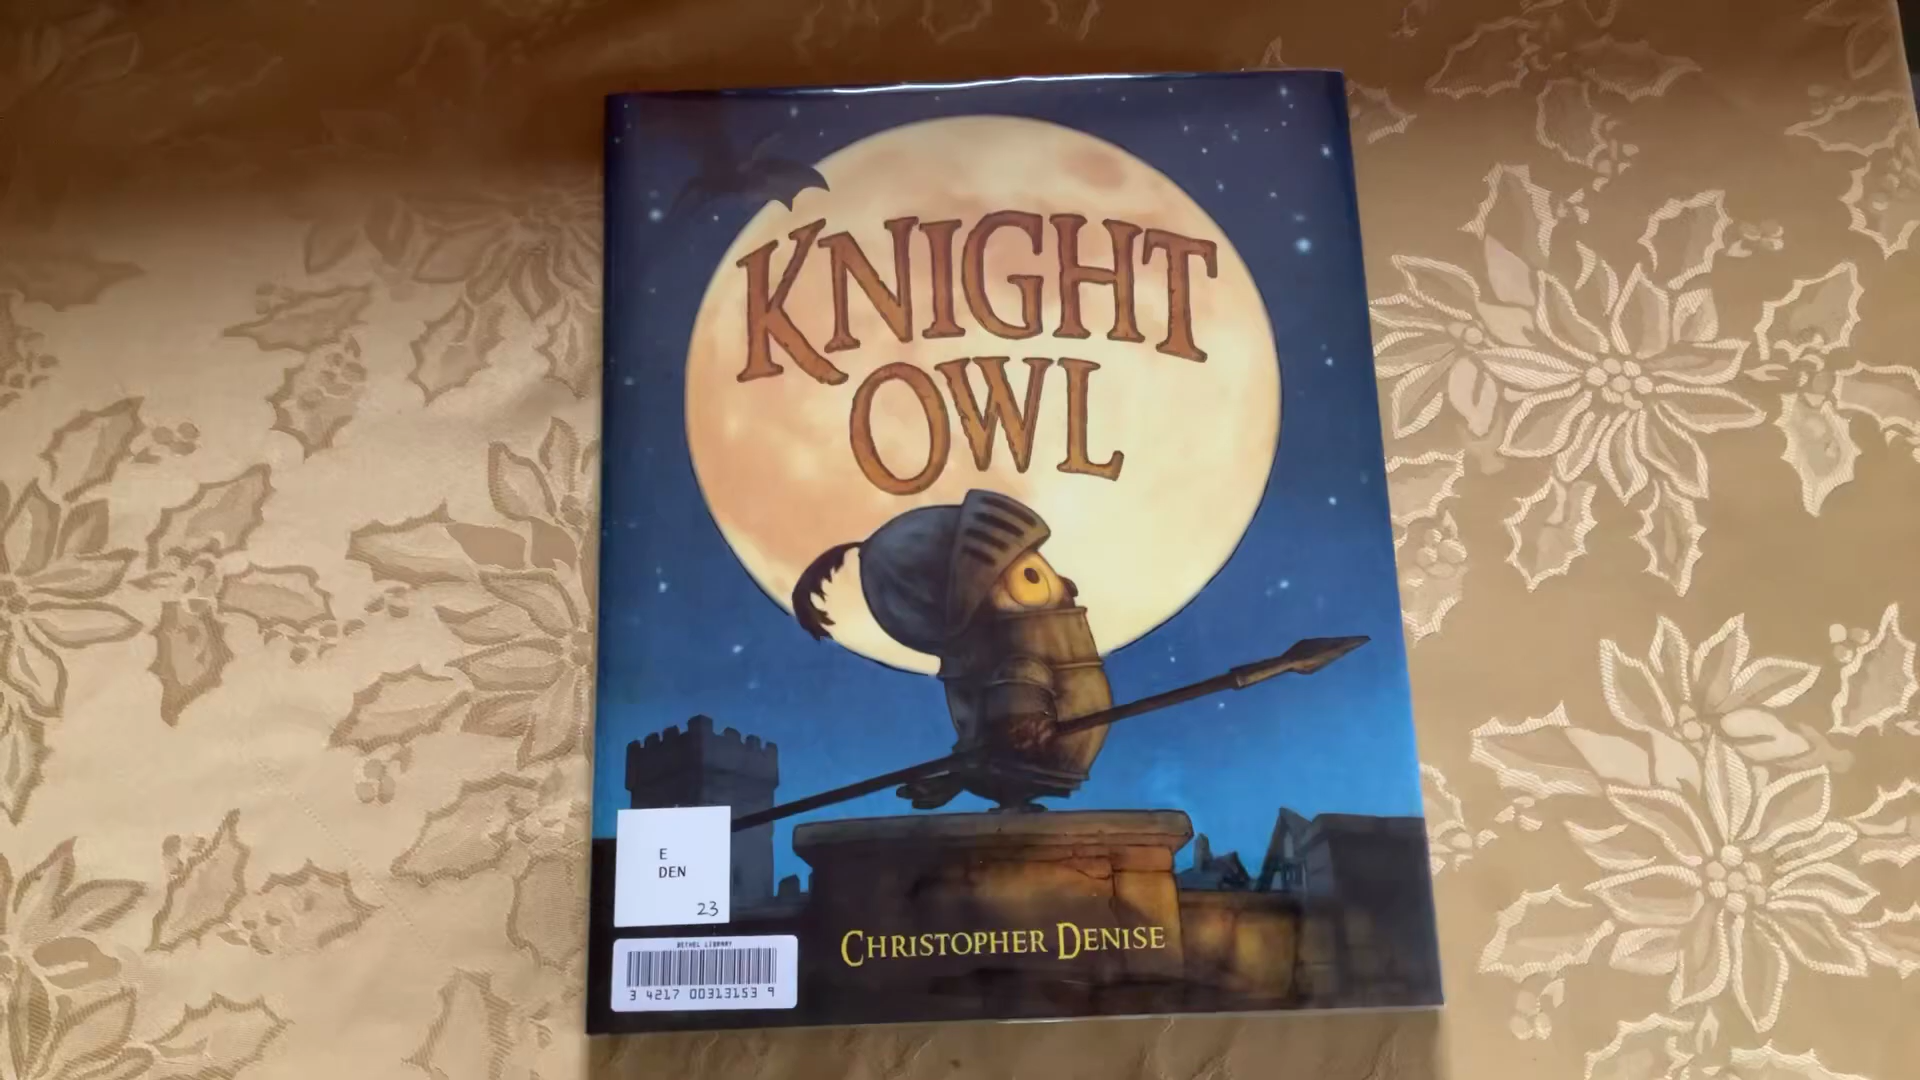 KNIGHT
OWL
E
DEN
23
CHRISTOPHER DENISE
BETHEL LIBRARY
3 4217 00313153 9